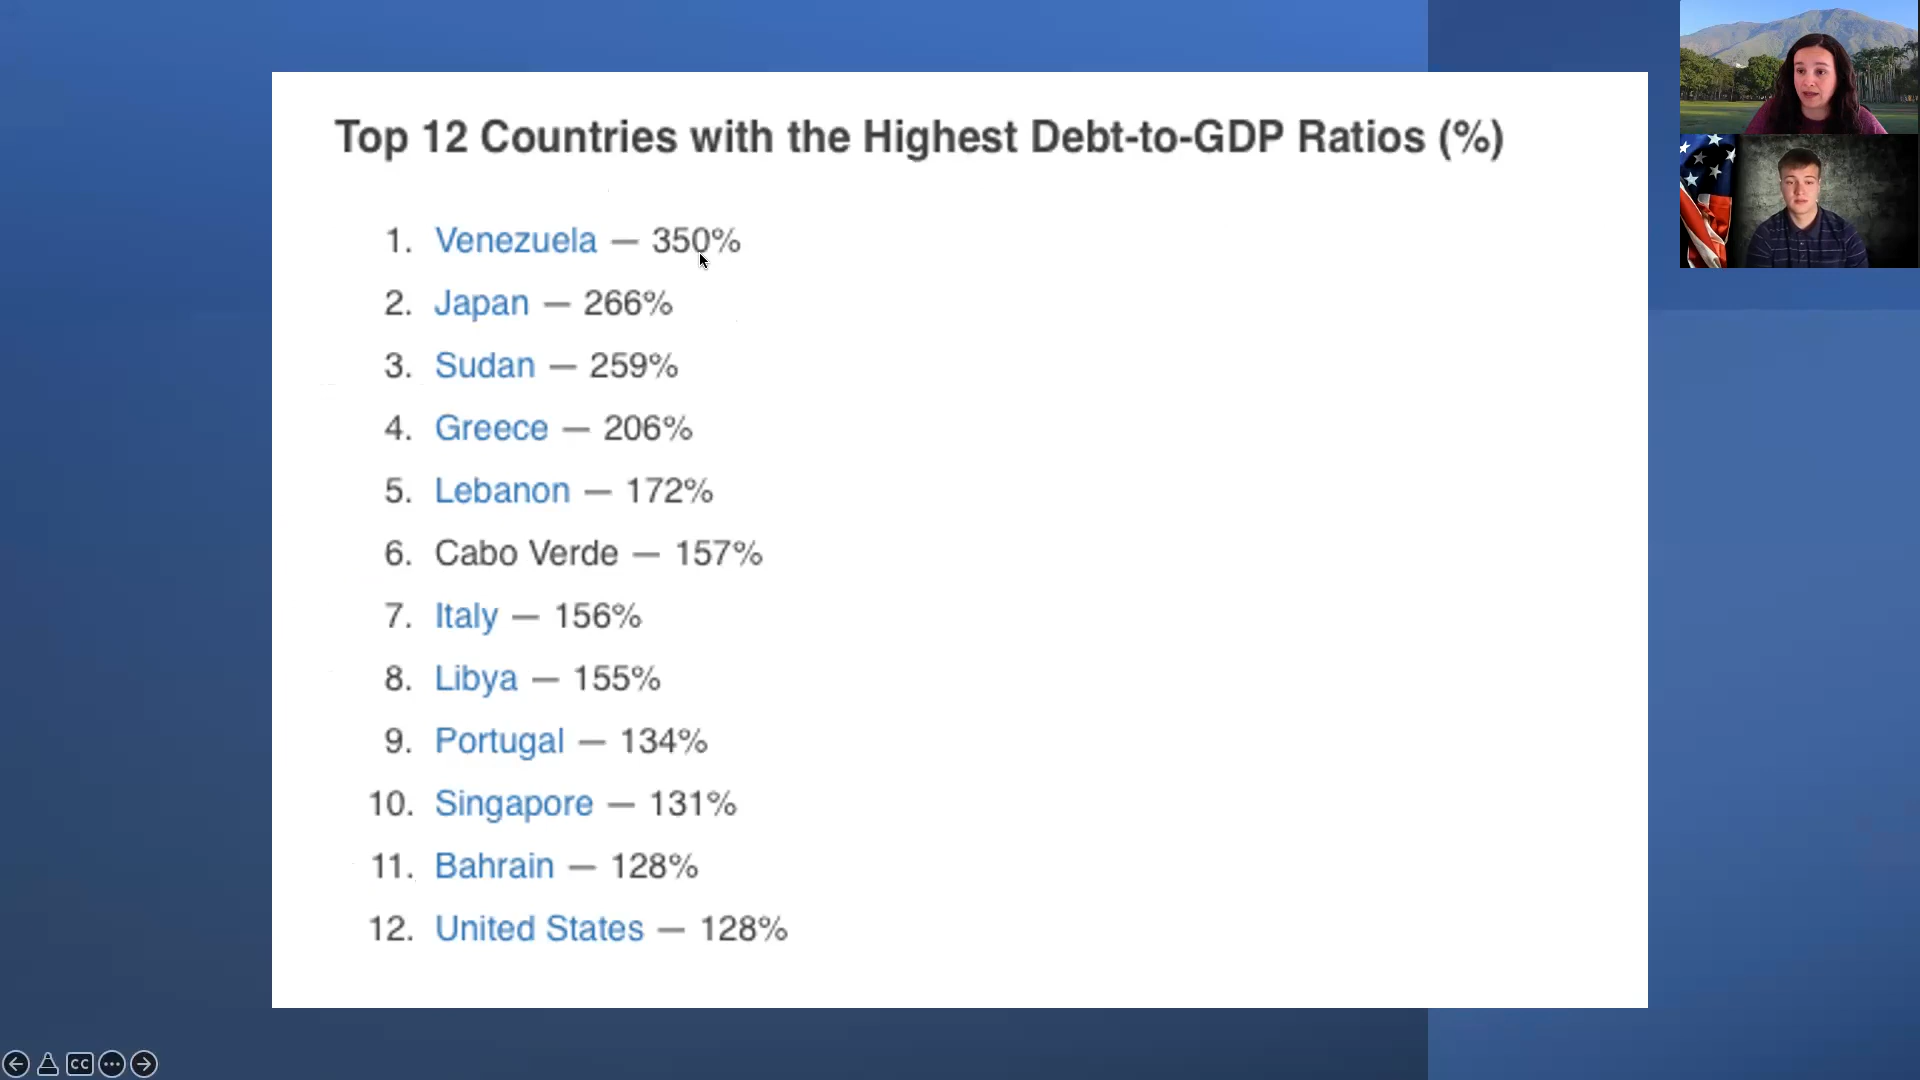 Top 12 Countries with the Highest Debt-to-GDP Ratios (%)
1. Venezuela — 350%
2. Japan — 266%
3. Sudan — 259%
4. Greece — 206%
5. Lebanon — 172%
6. Cabo Verde — 157%
7. Italy — 156%
8. Libya — 155%
9. Portugal — 134%
10. Singapore — 131%
11. Bahrain — 128%
12. United States — 128%
CC